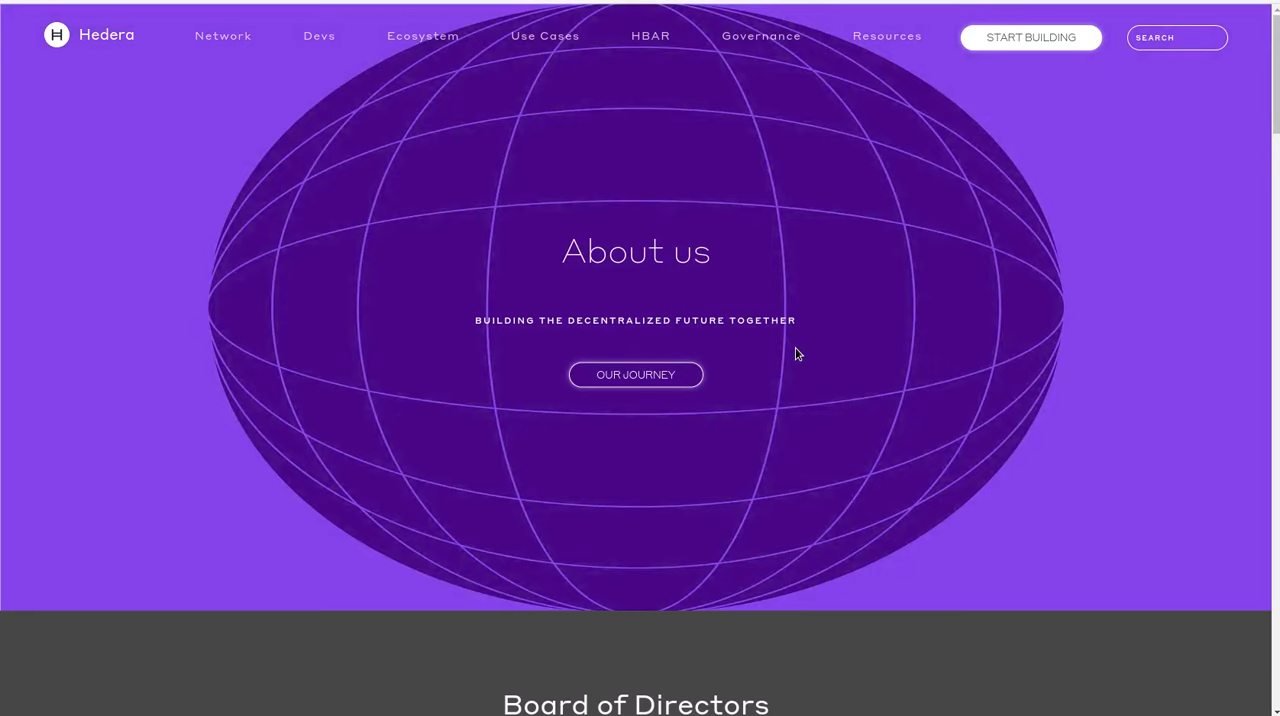 Hedera
Network Devs Ecosystem Use Cases HBAR Governance Resources START BUILDING SEARCH
About us
BUILDING THE DECENTRALIZED FUTURE TOGETHER
OUR JOURNEY
Board of Directors